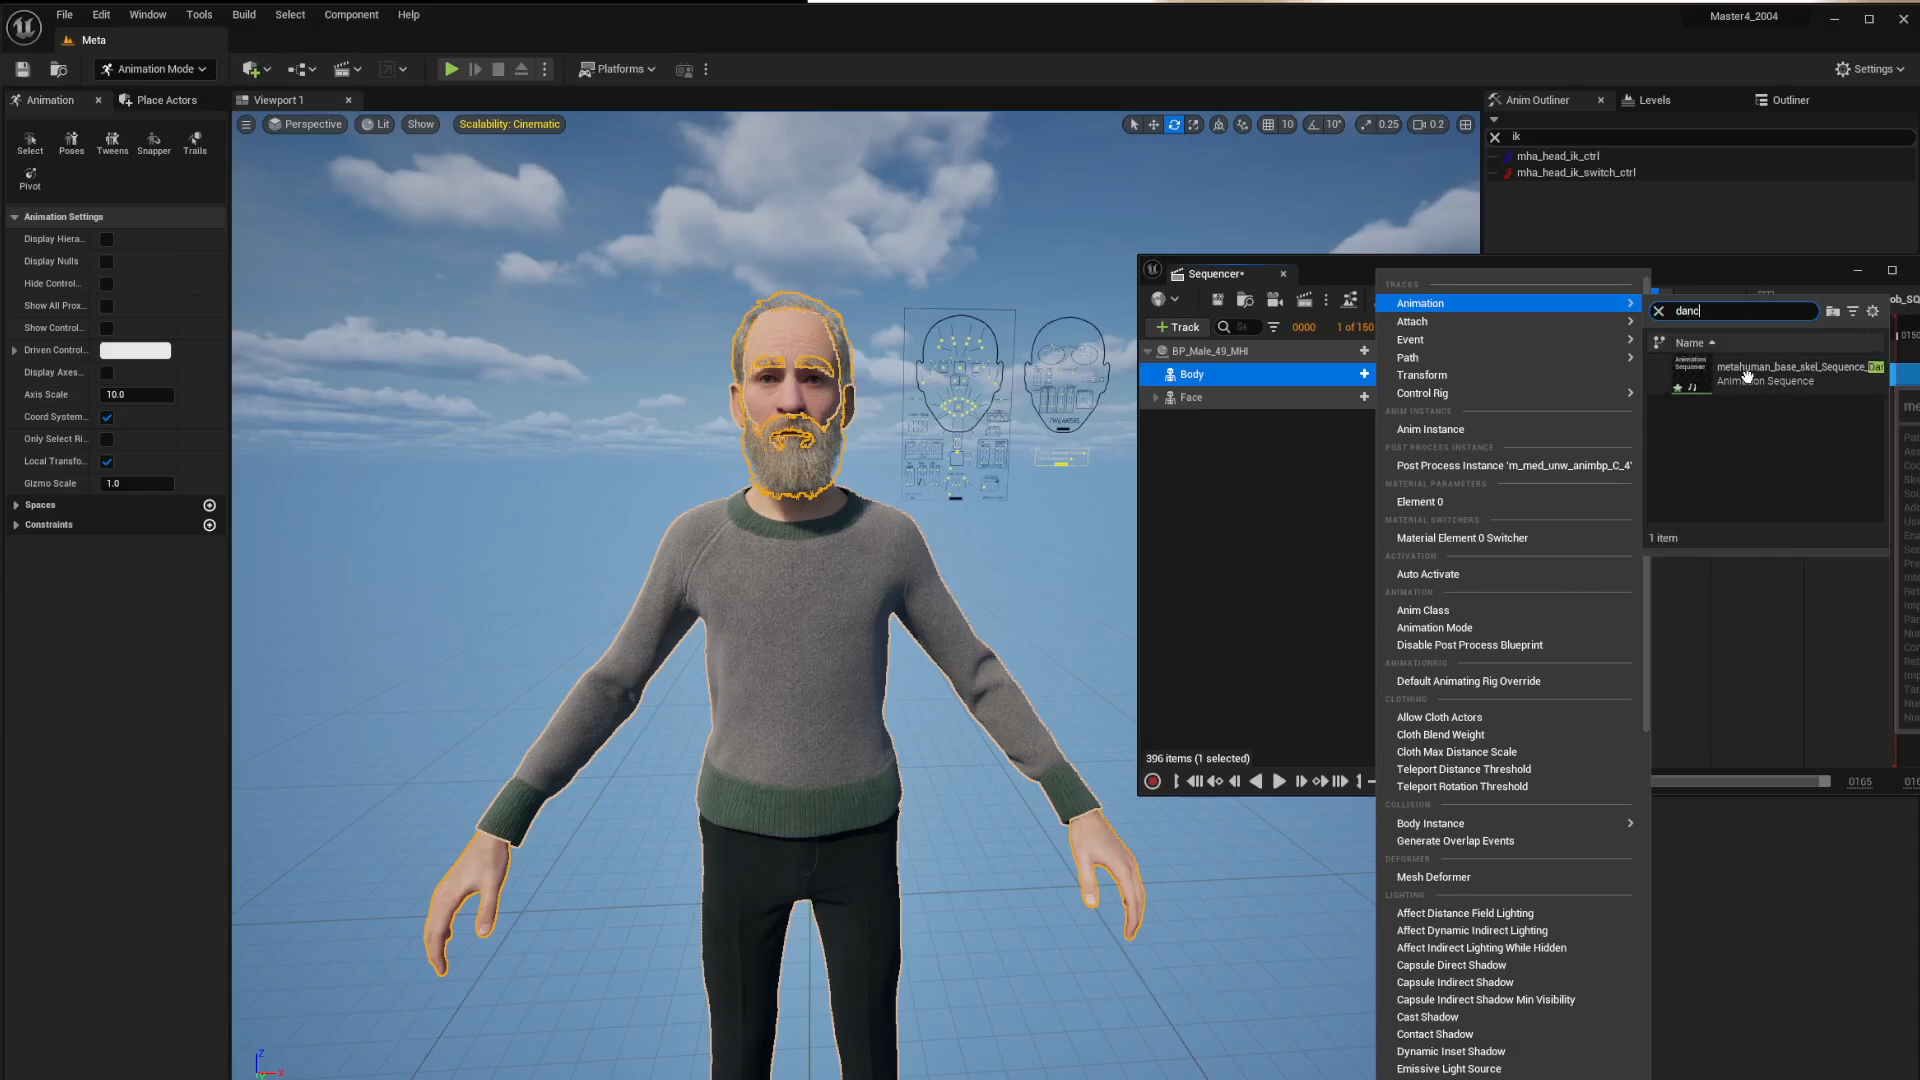 File Edit Window Tools Build Select Component Help
Master4_2004
Meta
Animation Mode
Platforms
Settings
Animation
Place Actors
Viewport 1
Anim Outliner
Levels
Outliner
Perspective
Lit
Show
Scalability: Cinematic
10
10°
0.25
0.2
Select
Poses
Tweens
Snapper
Trails
Pivot
ik
mha_head_ik_ctrl
mha_head_ik_switch_ctrl
Animation Settings
Display Hiera...
Display Nulls
Hide Control...
Show All Prox...
Show Control...
Driven Control...
Display Axes...
Axis Scale 10.0
Coord System...
Only Select Ri...
Local Transfo...
Gizmo Scale 1.0
Spaces
Constraints
TWEAKERS
Sequencer*
Track
0000
1 of 150
BP_Male_49_MHI
Body
Face
396 items (1 selected)
TRACKS
Animation
Attach
Event
Path
Transform
Control Rig
ANIM INSTANCE
Anim Instance
POST PROCESS INSTANCE
Post Process Instance 'm_med_unw_animbp_C_4'
MATERIAL PARAMETERS
Element 0
MATERIAL SWITCHERS
Material Element 0 Switcher
ACTIVATION
Auto Activate
ANIMATION
Anim Class
Animation Mode
Disable Post Process Blueprint
ANIMATIONRIG
Default Animating Rig Override
CLOTHING
Allow Cloth Actors
Cloth Blend Weight
Cloth Max Distance Scale
Teleport Distance Threshold
Teleport Rotation Threshold
COLLISION
Body Instance
Generate Overlap Events
DEFORMER
Mesh Deformer
LIGHTING
Affect Distance Field Lighting
Affect Dynamic Indirect Lighting
Affect Indirect Lighting While Hidden
Capsule Direct Shadow
Capsule Indirect Shadow
Capsule Indirect Shadow Min Visibility
Cast Shadow
Contact Shadow
Dynamic Inset Shadow
Emissive Light Source
danc
Name
Animation Sequence
metahuman_base_skel_Sequence_Dan
Animation Sequence
1 item
ob_SQ
0150
0165
Z
X